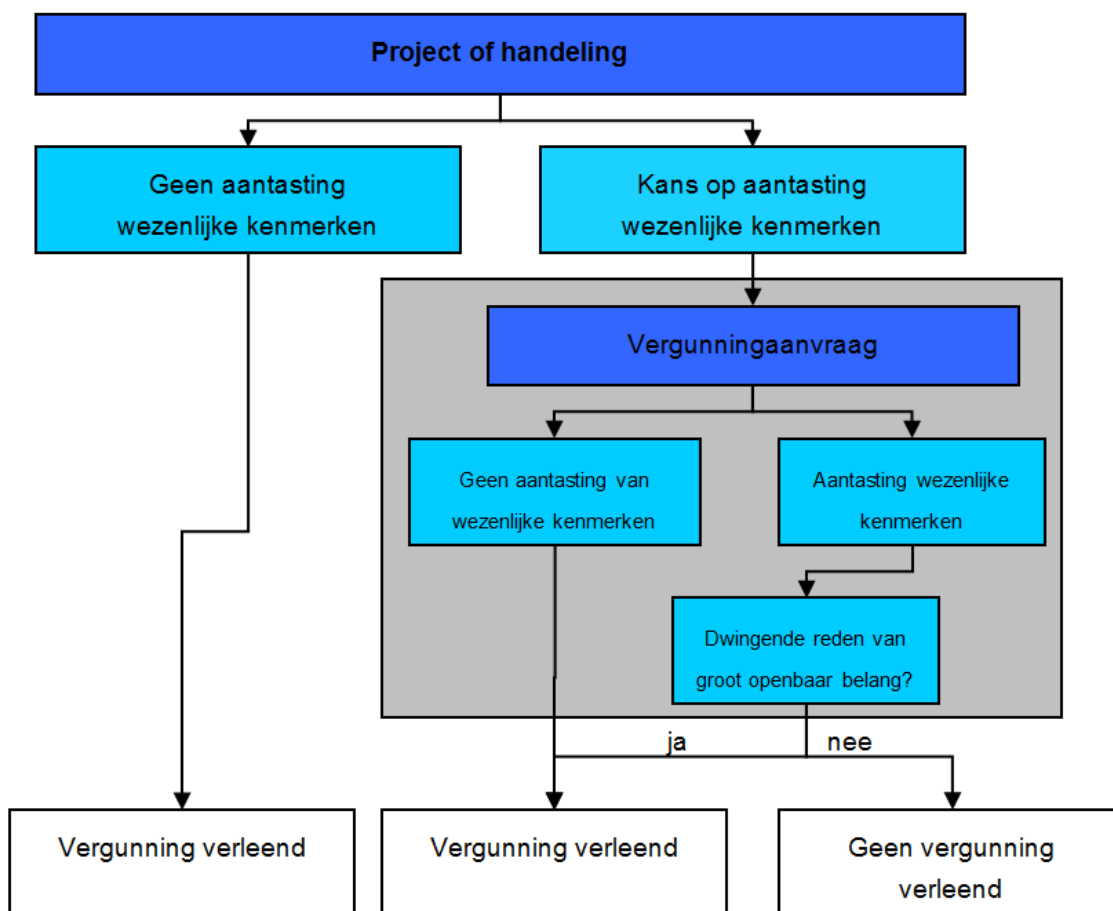 Project of handeling
Geen aantasting
wezenlijke kenmerken
Kans op aantasting
wezenlijke kenmerken
Vergunningaanvraag
Geen aantasting van
wezenlijke kenmerken
Aantasting wezenlijke
kenmerken
Dwingende reden van
groot openbaar belang?
ja
nee
Vergunning verleend
Vergunning verleend
Geen vergunning
verleend